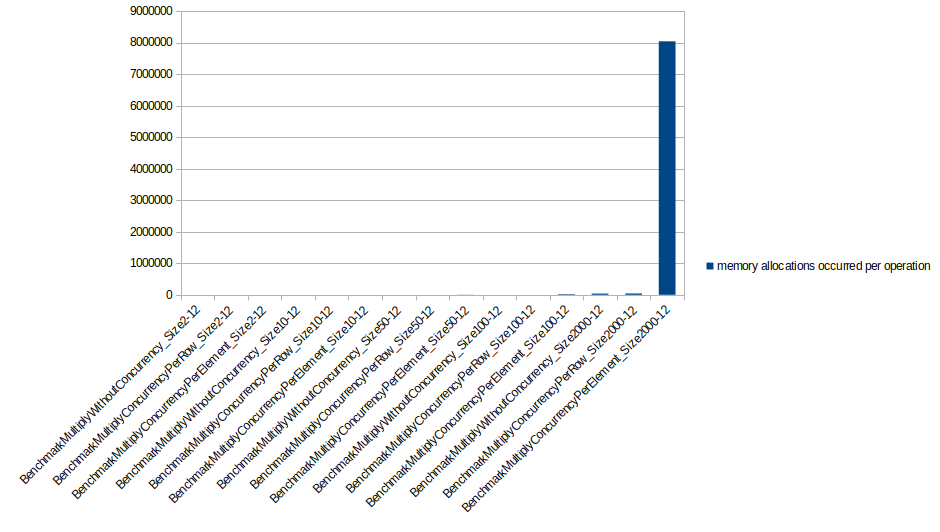 9000000
8000000
7000000
6000000
5000000
4000000
3000000
2000000
1000000
0
memory allocations occurred per operation
BenchmarkMultiplyWithoutConcurrency_Size2-12
BenchmarkMultiplyConcurrencyPerRow_Size2-12
BenchmarkMultiplyConcurrencyPerElement_Size2-12
BenchmarkMultiplyWithoutConcurrency_Size10-12
BenchmarkMultiplyConcurrencyPerRow_Size10-12
BenchmarkMultiplyConcurrencyPerElement_Size10-12
BenchmarkMultiplyWithoutConcurrency_Size50-12
BenchmarkMultiplyConcurrencyPerRow_Size50-12
BenchmarkMultiplyConcurrencyPerElement_Size50-12
BenchmarkMultiplyWithoutConcurrency_Size100-12
BenchmarkMultiplyConcurrencyPerRow_Size100-12
BenchmarkMultiplyConcurrencyPerElement_Size100-12
BenchmarkMultiplyWithoutConcurrency_Size2000-12
BenchmarkMultiplyConcurrencyPerRow_Size2000-12
BenchmarkMultiplyConcurrencyPerElement_Size2000-12